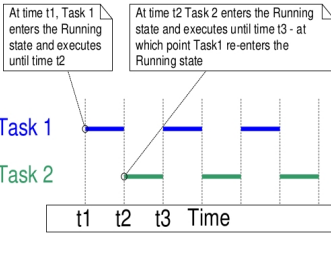 At time t1, Task 1
enters the Running
state and executes
until time t2
At time t2 Task 2 enters the Running
state and executes until time t3 - at
which point Task1 re-enters the
Running state
Task 1
Task 2
t1 t2 t3 Time